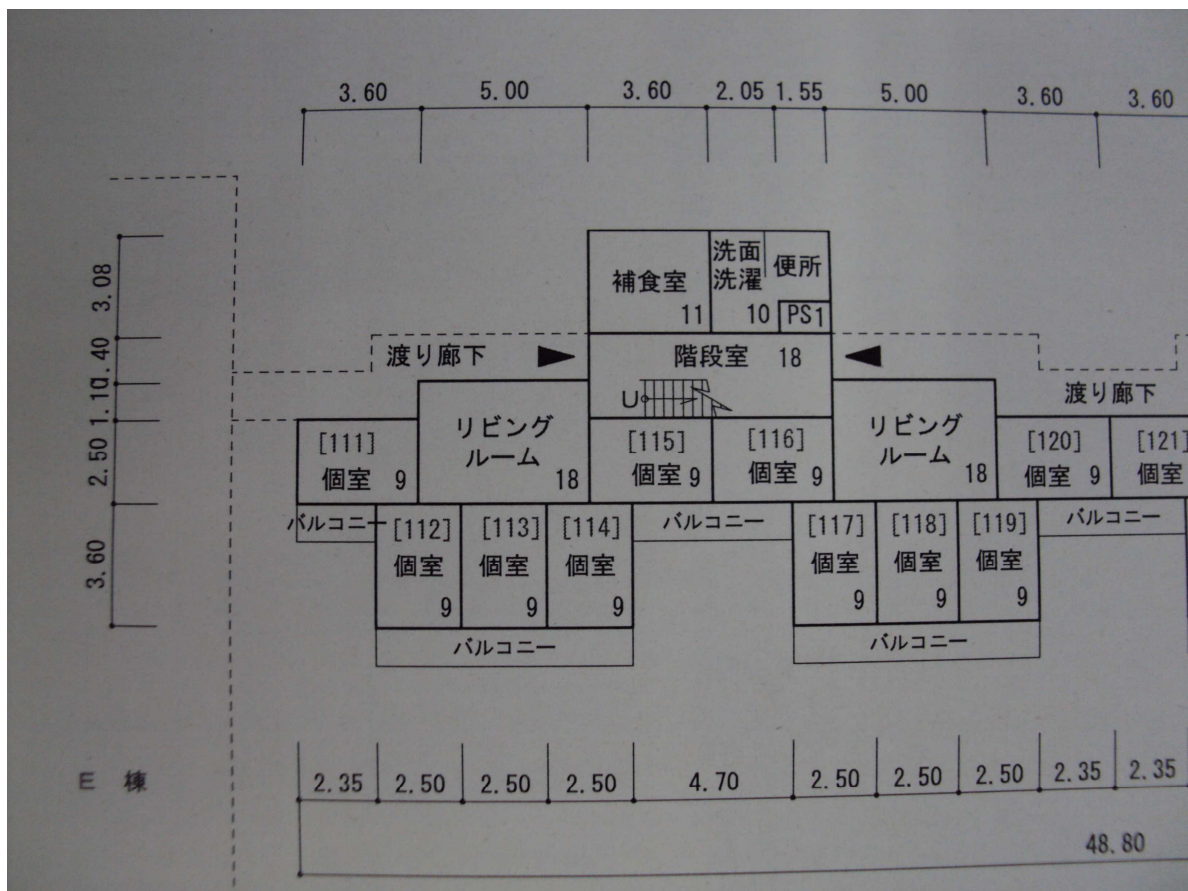 3.60 5.00 3.60 2.05 1.55 5.00 3.60 3.60
3.08
1.40
1.10
2.50
3.60
補食室
11
洗面
洗濯
10
便所
PS1
渡り廊下
階段室 18
U
渡り廊下
[111]
個室 9
リビング
ルーム
18
[115]
個室 9
[116]
個室 9
リビング
ルーム
18
[120]
個室 9
[121]
個室
バルコニー
[112]
個室
9
[113]
個室
9
[114]
個室
9
バルコニー
[117]
個室
9
[118]
個室
9
[119]
個室
9
バルコニー
バルコニー
バルコニー
E 棟
2.35 2.50 2.50 2.50 4.70 2.50 2.50 2.50 2.35 2.35
48.80